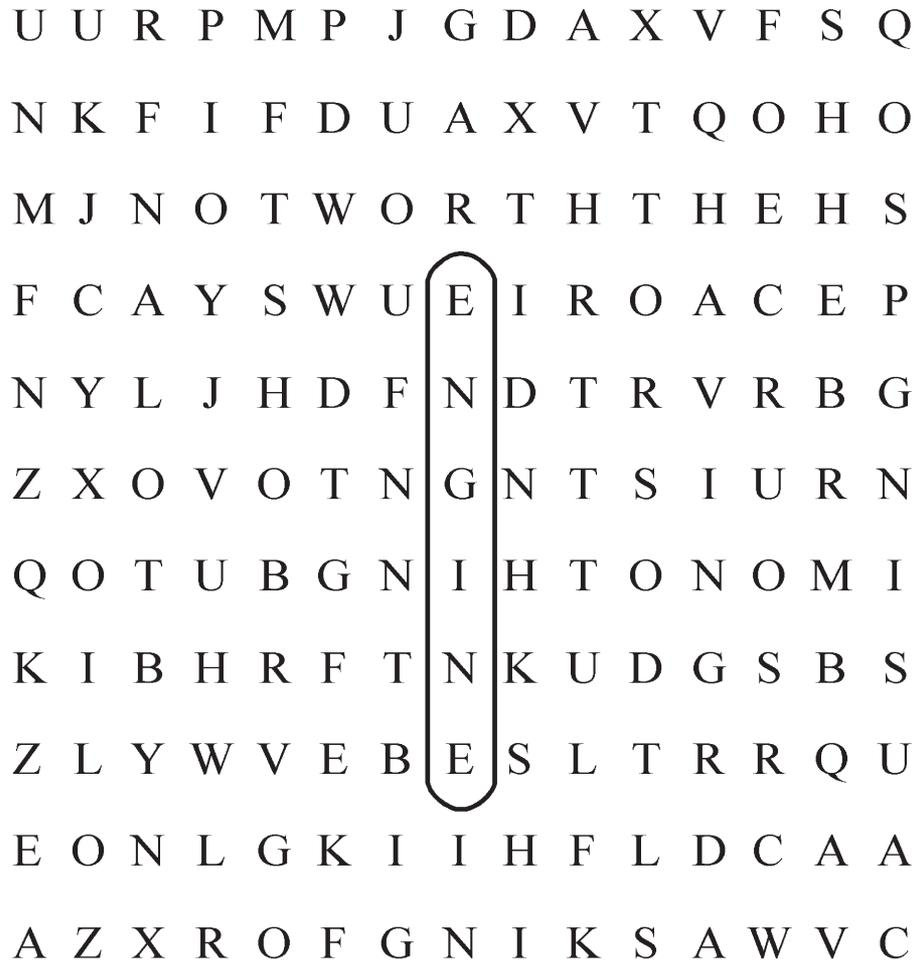 U U R P M P J G D A X V F S Q
N K F I F D U A X V T Q O H O
M J N O T W O R T H T H E H S
F C A Y S W U E I R O A C E P
N Y L J H D F N D T R V R B G
Z X O V O T N G N T S I U R N
Q O T U B G N I H T O N O M I
K I B H R F T N K U D G S B S
Z L Y W V E B E S L T R R Q U
E O N L G K I I H F L D C A A
A Z X R O F G N I K S A W V C